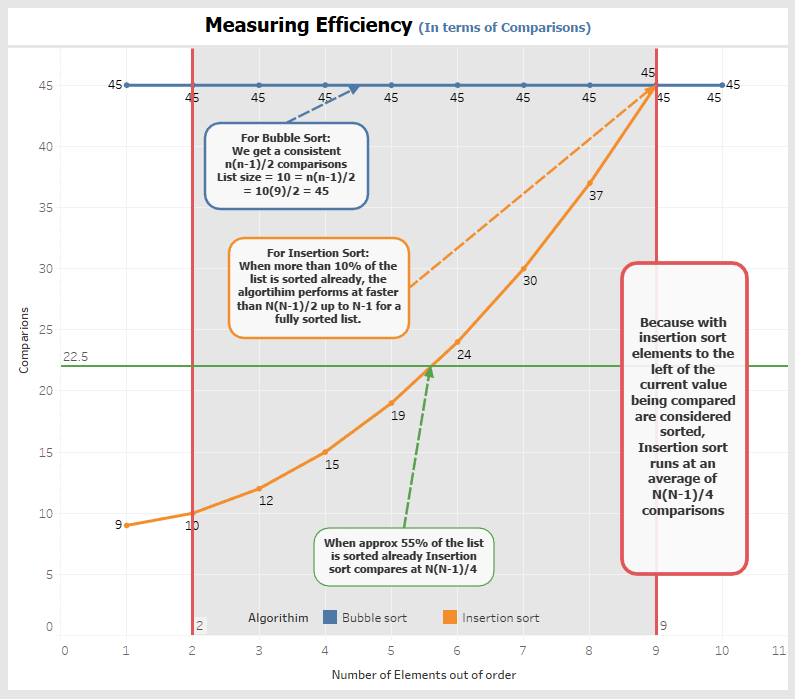 Measuring Efficiency (In terms of Comparisons)
45
45
45
45
45
45
45
45
45
45
45
45
40
35
30
25
20
15
10
5
0
Comparions
For Bubble Sort:
We get a consistent
n(n-1)/2 comparisons
List size = 10 = n(n-1)/2
= 10(9)/2 = 45
For Insertion Sort:
When more than 10% of the
list is sorted already, the
algortihim performs at faster
than N(N-1)/2 up to N-1 for a
fully sorted list.
22.5
9
10
12
15
19
24
30
37
Because with
insertion sort
elements to the
left of the
current value
being compared
are considered
sorted,
Insertion sort
runs at an
average of
N(N-1)/4
comparisons
When approx 55% of the list
is sorted already Insertion
sort compares at N(N-1)/4
Algorithim Bubble sort Insertion sort
2
9
0 1 2 3 4 5 6 7 8 9 10 11
Number of Elements out of order